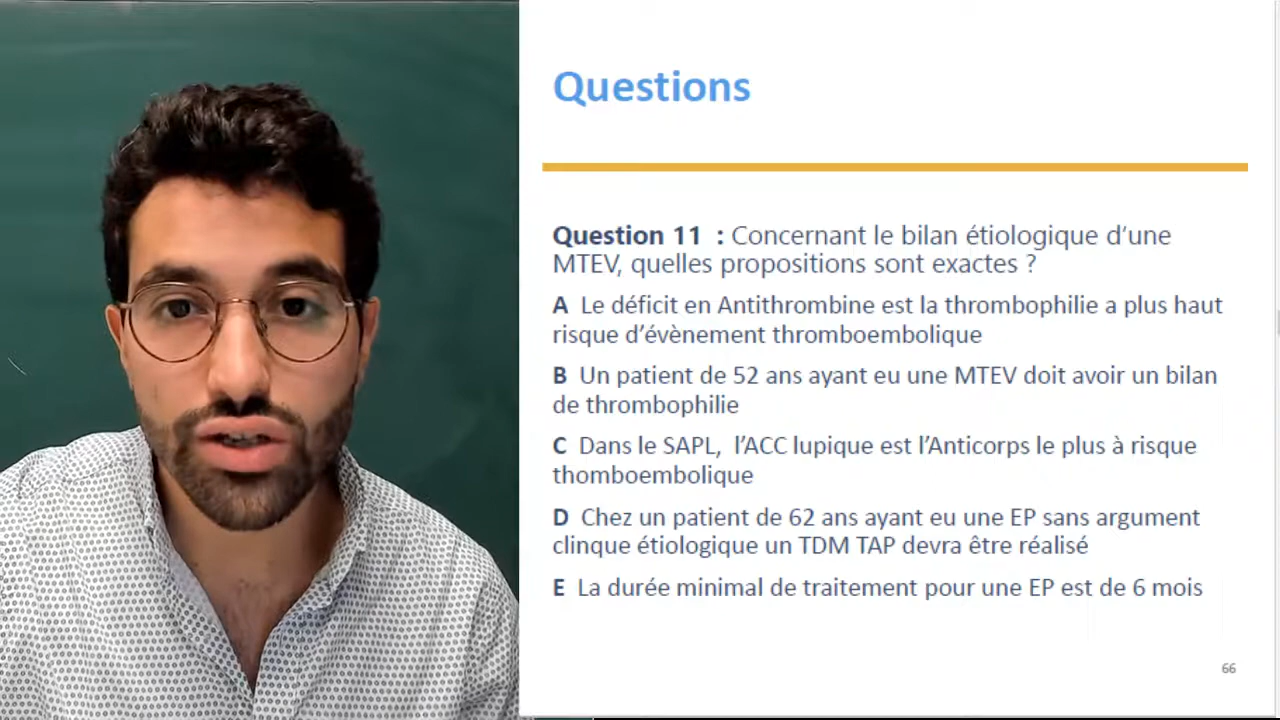 Questions
Question 11 : Concernant le bilan étiologique d’une
MTEV, quelles propositions sont exactes ?
A Le déficit en Antithrombine est la thrombophilie a plus haut
risque d’évènement thromboembolique
B Un patient de 52 ans ayant eu une MTEV doit avoir un bilan
de thrombophilie
C Dans le SAPL, l’ACC lupique est l’Anticorps le plus à risque
thomboembolique
D Chez un patient de 62 ans ayant eu une EP sans argument
clinque étiologique un TDM TAP devra être réalisé
E La durée minimal de traitement pour une EP est de 6 mois
66